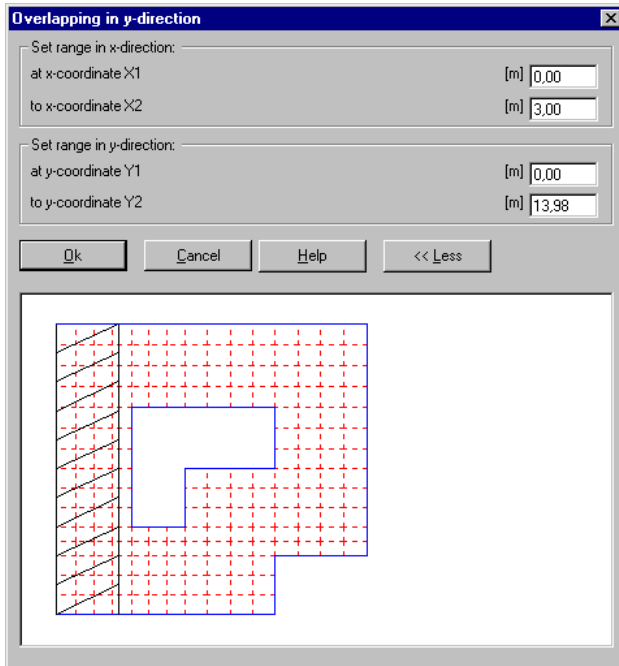 Overlapping in y-direction
Set range in x-direction:
at x-coordinate X1 [m] 0,00
to x-coordinate X2 [m] 3,00
Set range in y-direction:
at y-coordinate Y1 [m] 0,00
to y-coordinate Y2 [m] 13,98
Ok Cancel Help << Less